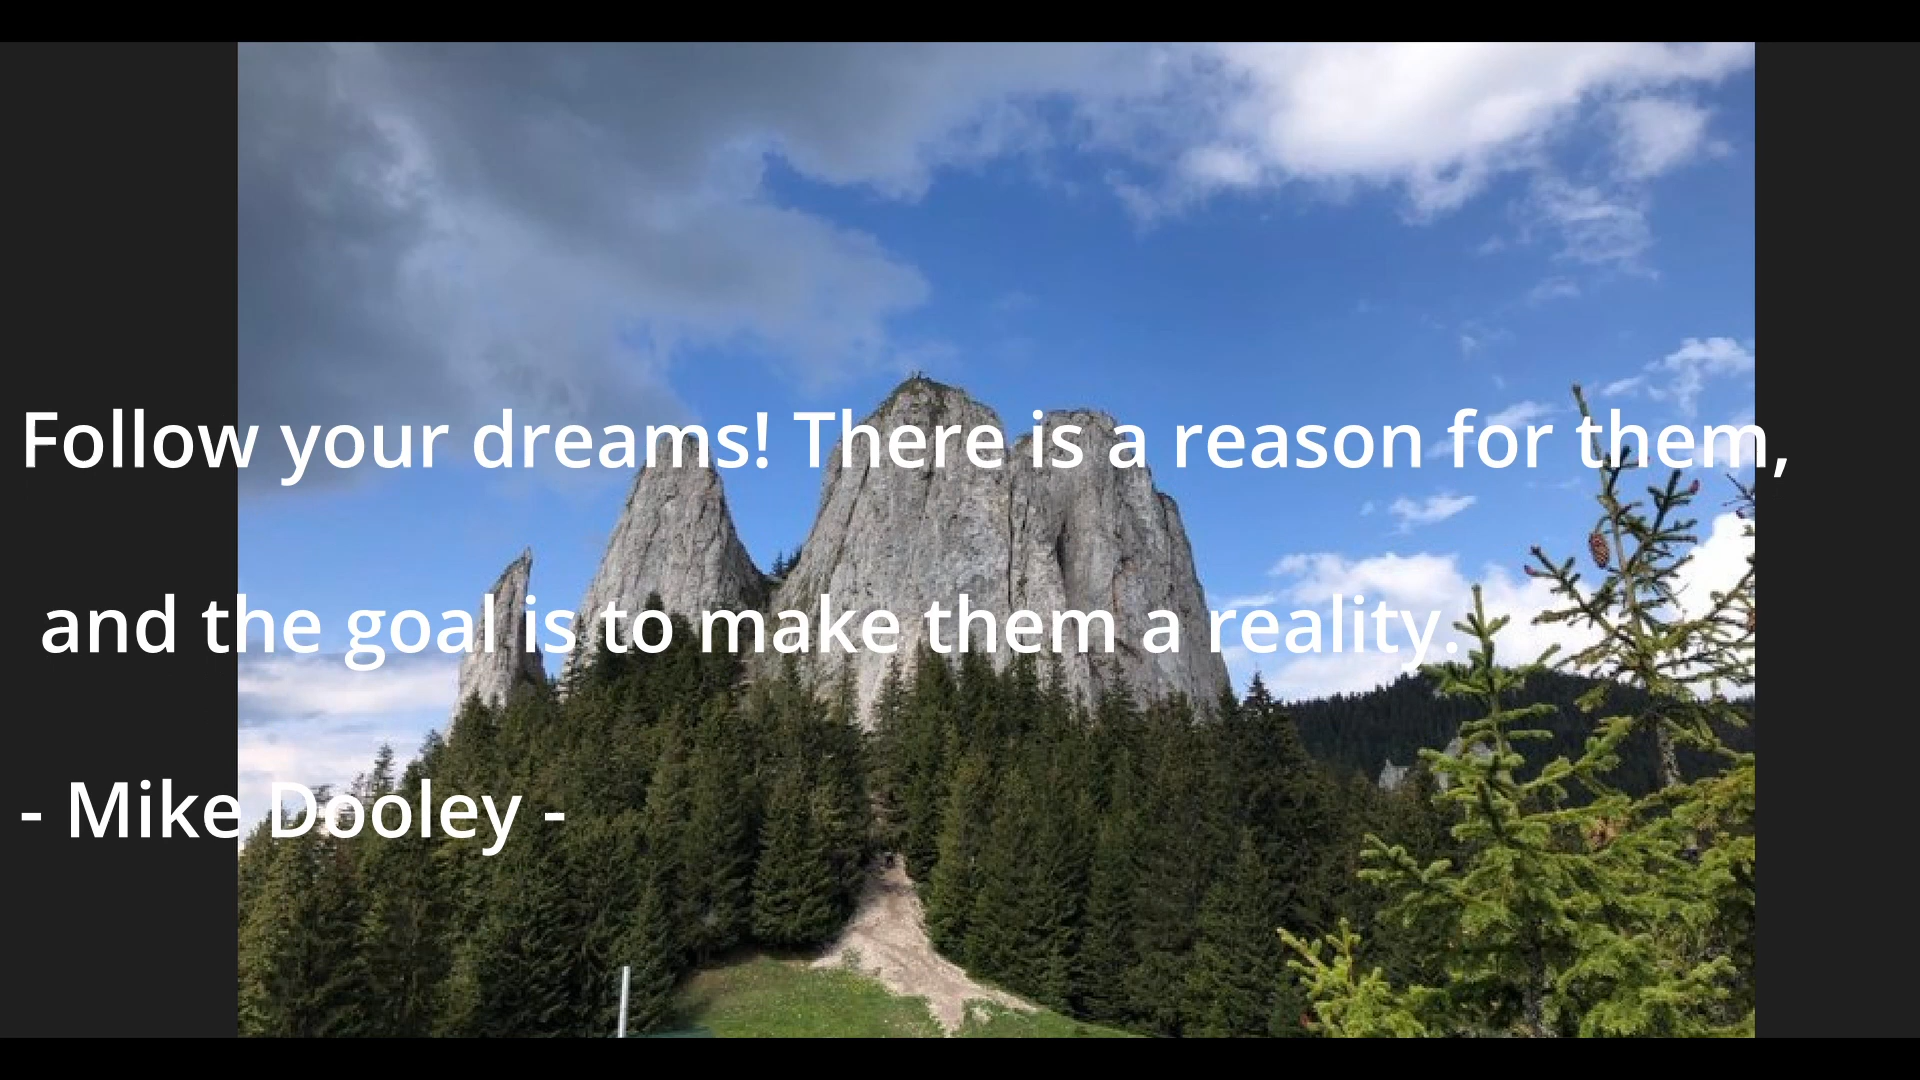 Follow your dreams! There is a reason for them,
and the goal is to make them a reality.
- Mike Dooley -